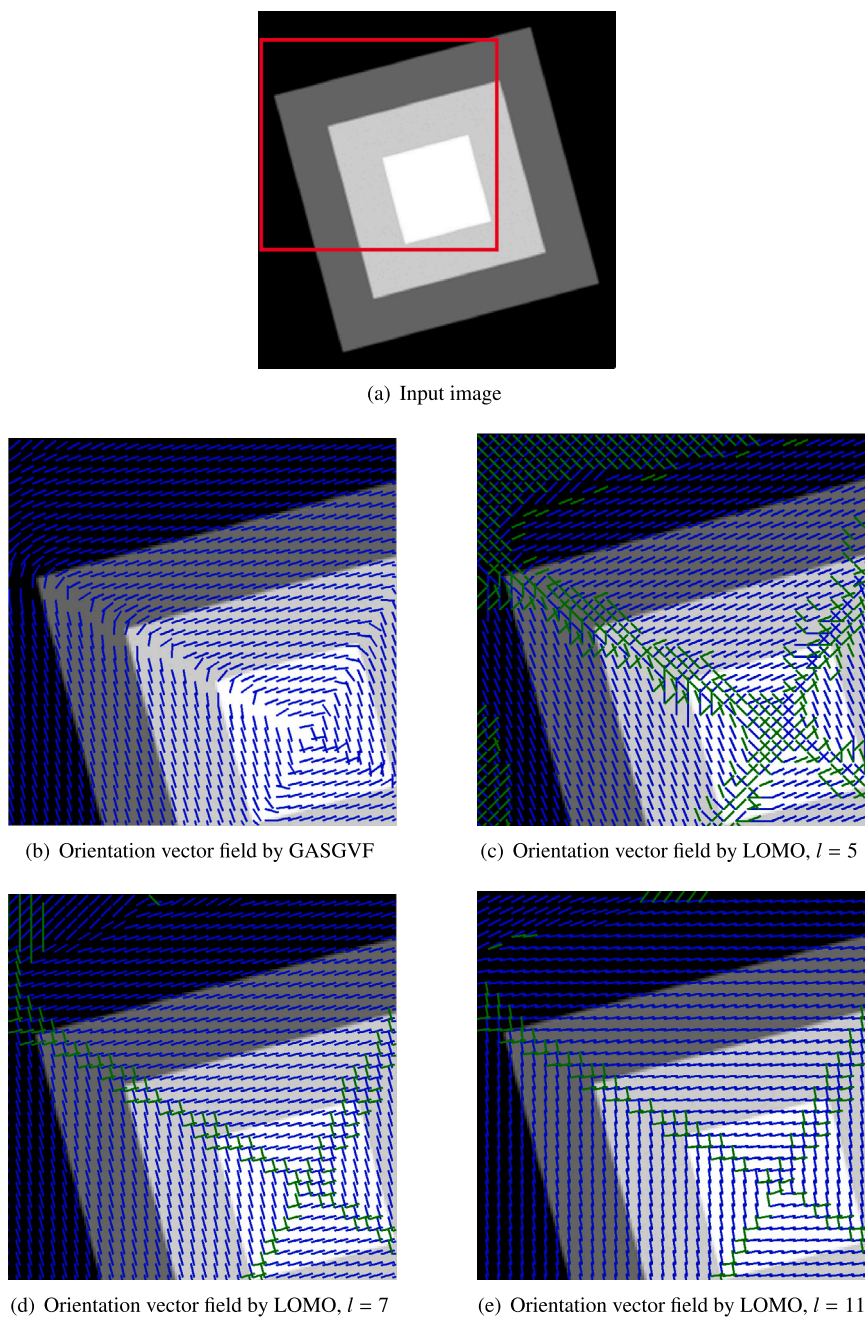 (a) Input image
(b) Orientation vector field by GASGVF
(c) Orientation vector field by LOMO, l = 5
(d) Orientation vector field by LOMO, l = 7
(e) Orientation vector field by LOMO, l = 11